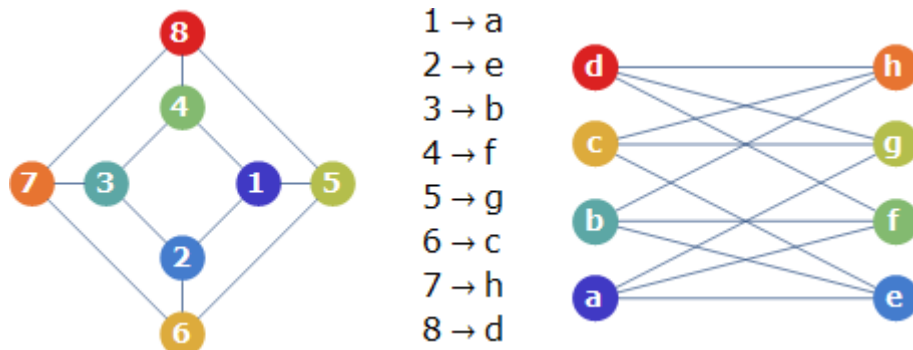 8
4
7
3
1
5
2
6
1 → a
2 → e
3 → b
4 → f
5 → g
6 → c
7 → h
8 → d
d
h
c
g
b
f
a
e